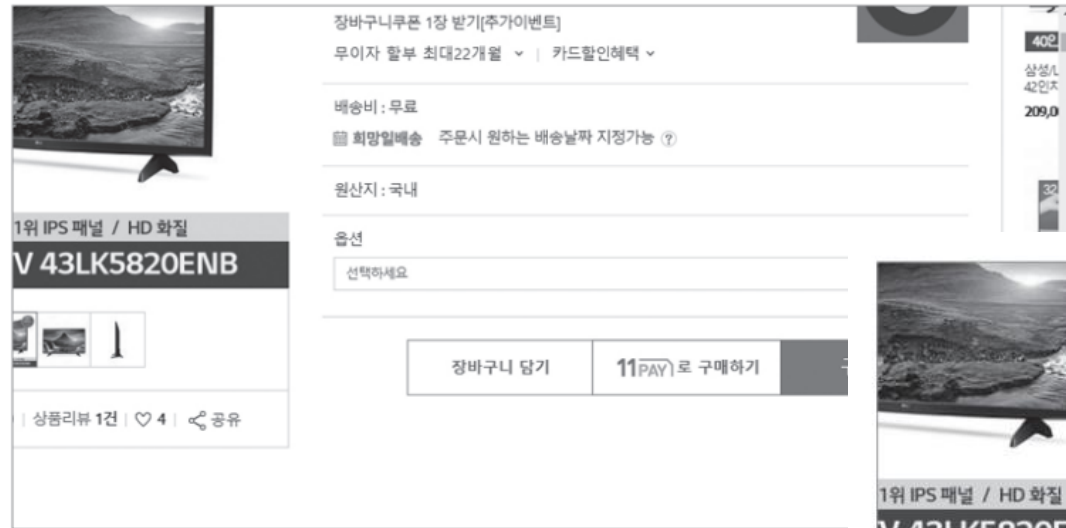 장바구니쿠폰 1장 받기[추가이벤트]
무이자 할부 최대22개월 | 카드할인혜택
배송비 : 무료
희망일배송 주문시 원하는 배송날짜 지정가능 ?
원산지 : 국내
옵션
선택하세요
장바구니 담기
11PAY로 구매하기
1위 IPS 패널 / HD 화질
V 43LK5820ENB
상품리뷰 1건 | ♡ 4 | 공유
삼성/L
42인치
209,0
32
1위 IPS 패널 / HD 화질